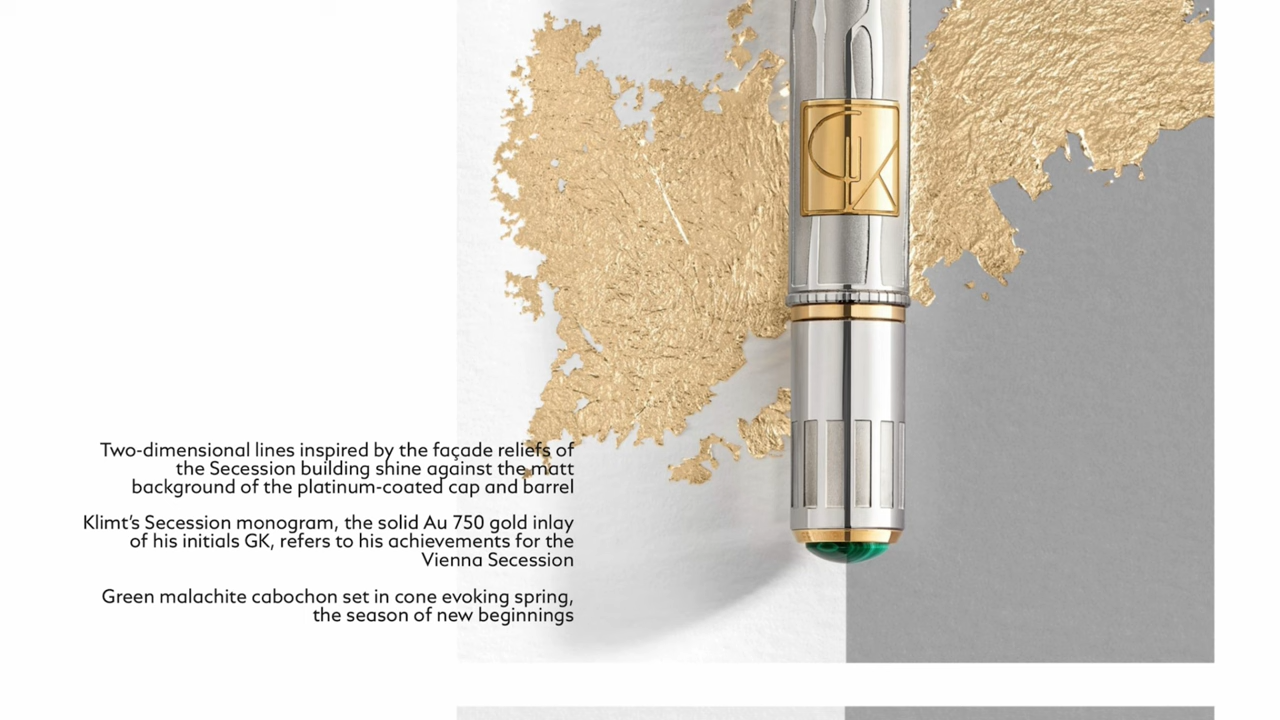 GK
Two-dimensional lines inspired by the façade reliefs of
the Secession building shine against the matt
background of the platinum-coated cap and barrel
Klimt’s Secession monogram, the solid Au 750 gold inlay
of his initials GK, refers to his achievements for the
Vienna Secession
Green malachite cabochon set in cone evoking spring,
the season of new beginnings